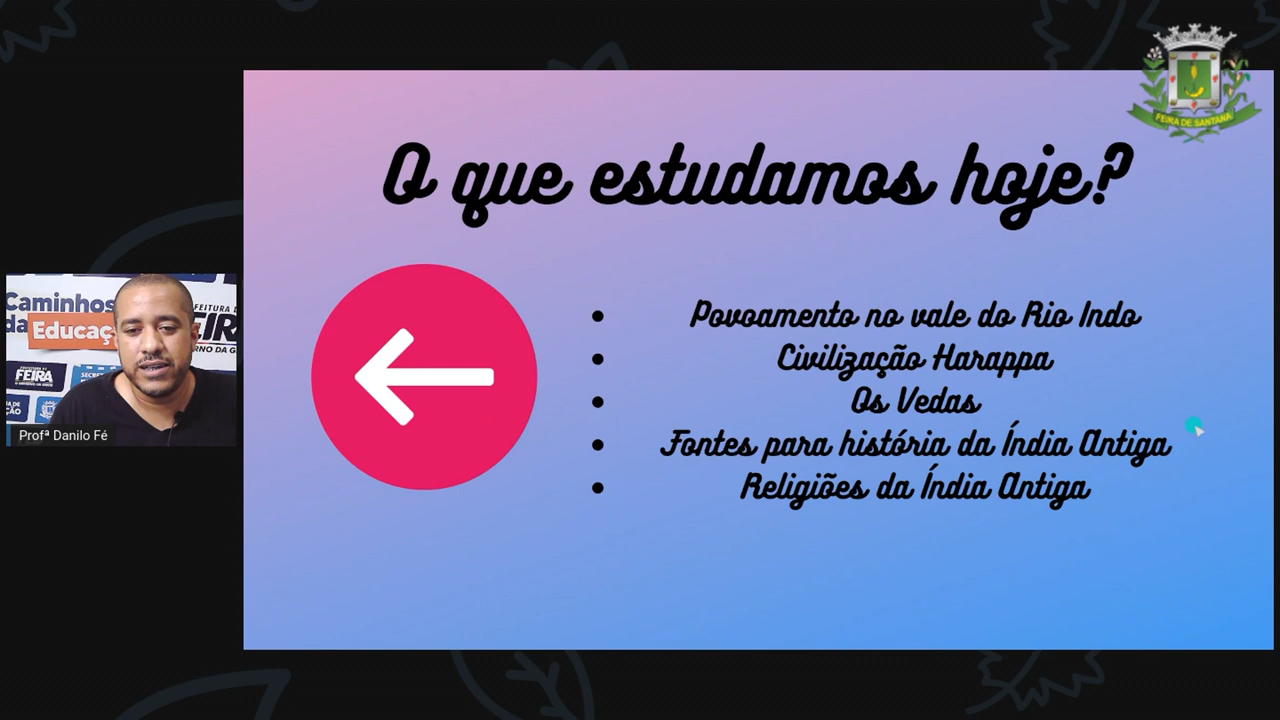 FEIRA DE SANTANA
O que estudamos hoje?
Povoamento no vale do Rio Indo
Civilização Harappa
Os Vedas
Fontes para história da Índia Antiga
Religiões da Índia Antiga
Caminhos
da Educaç
FEIRA
Profª Danilo Fé